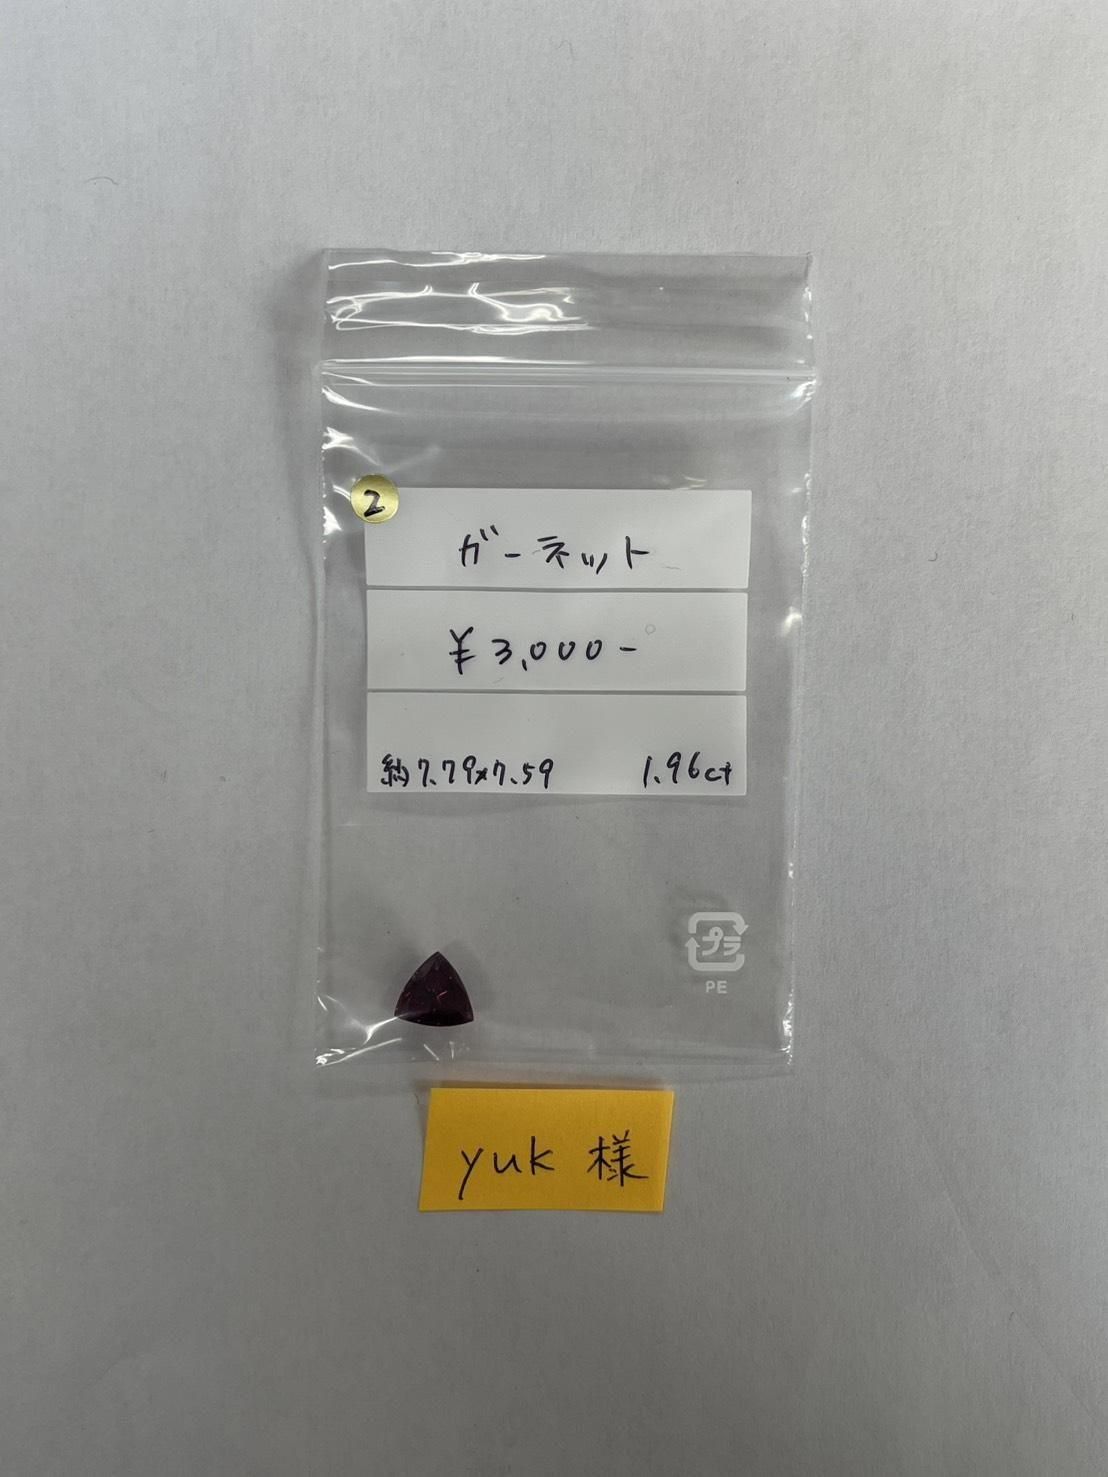 2
ガーネット
¥3,000-
約7.79×7.59 1.96ct
プラ
PE
yuk 様